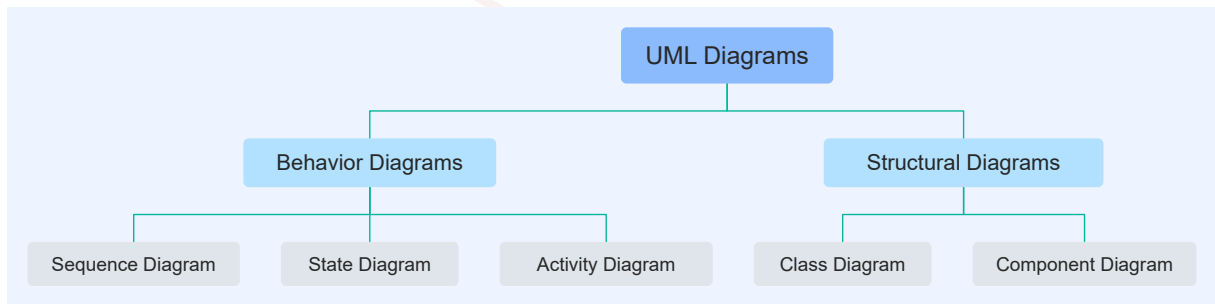 UML Diagrams
Behavior Diagrams
Structural Diagrams
Sequence Diagram
State Diagram
Activity Diagram
Class Diagram
Component Diagram